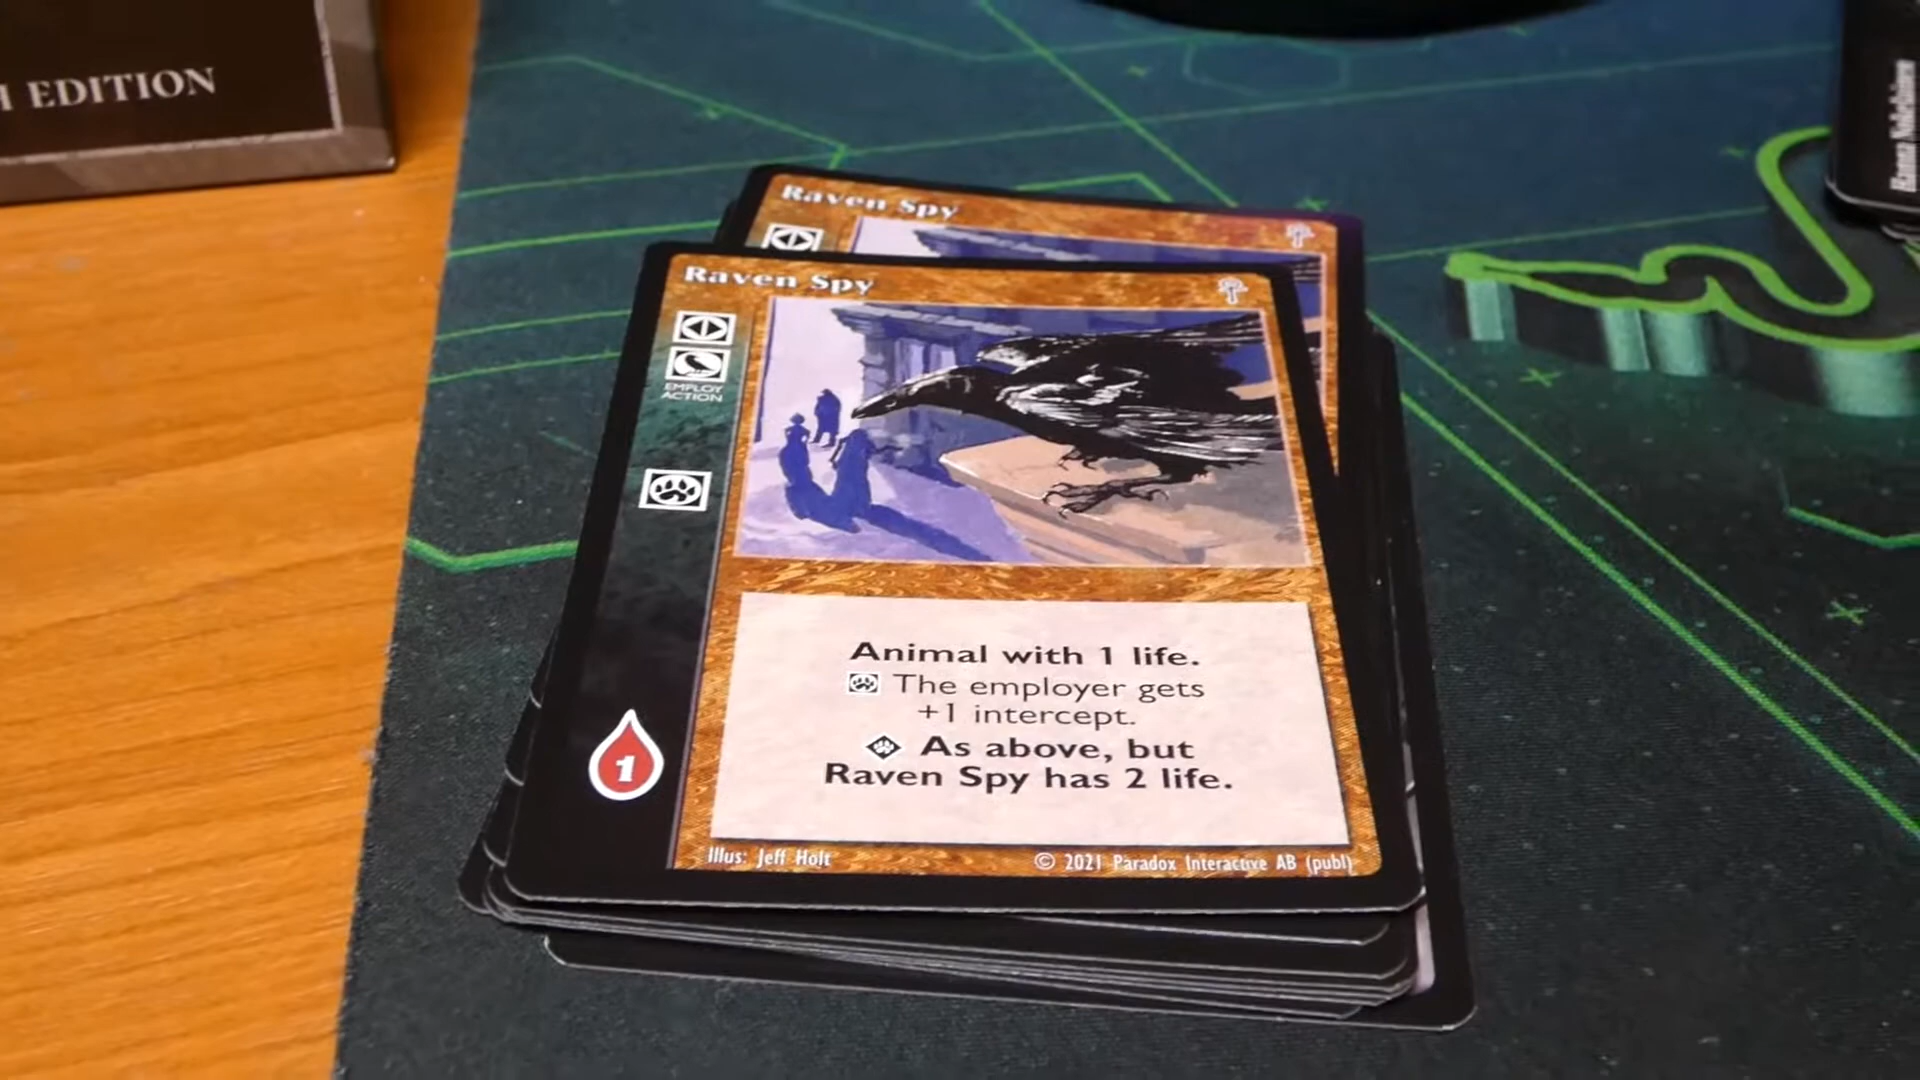 EDITION
Raven Spy
Raven Spy
EMPLOY
ACTION
Animal with 1 life.
The employer gets
+1 intercept.
As above, but
Raven Spy has 2 life.
1
Illus: Jeff Holt
© 2021 Paradox Interactive AB (publ)